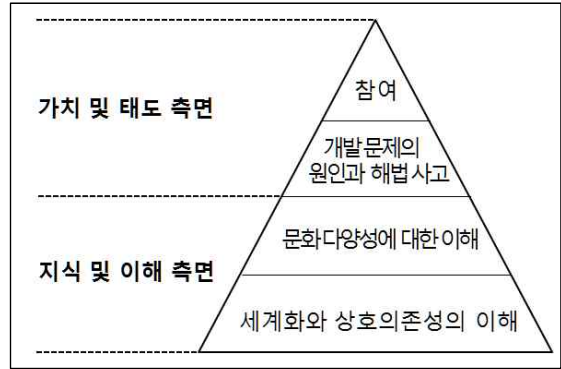 참여
가치 및 태도 측면
개발 문제의
원인과 해법 사고
문화 다양성에 대한 이해
지식 및 이해 측면
세계화와 상호의존성의 이해